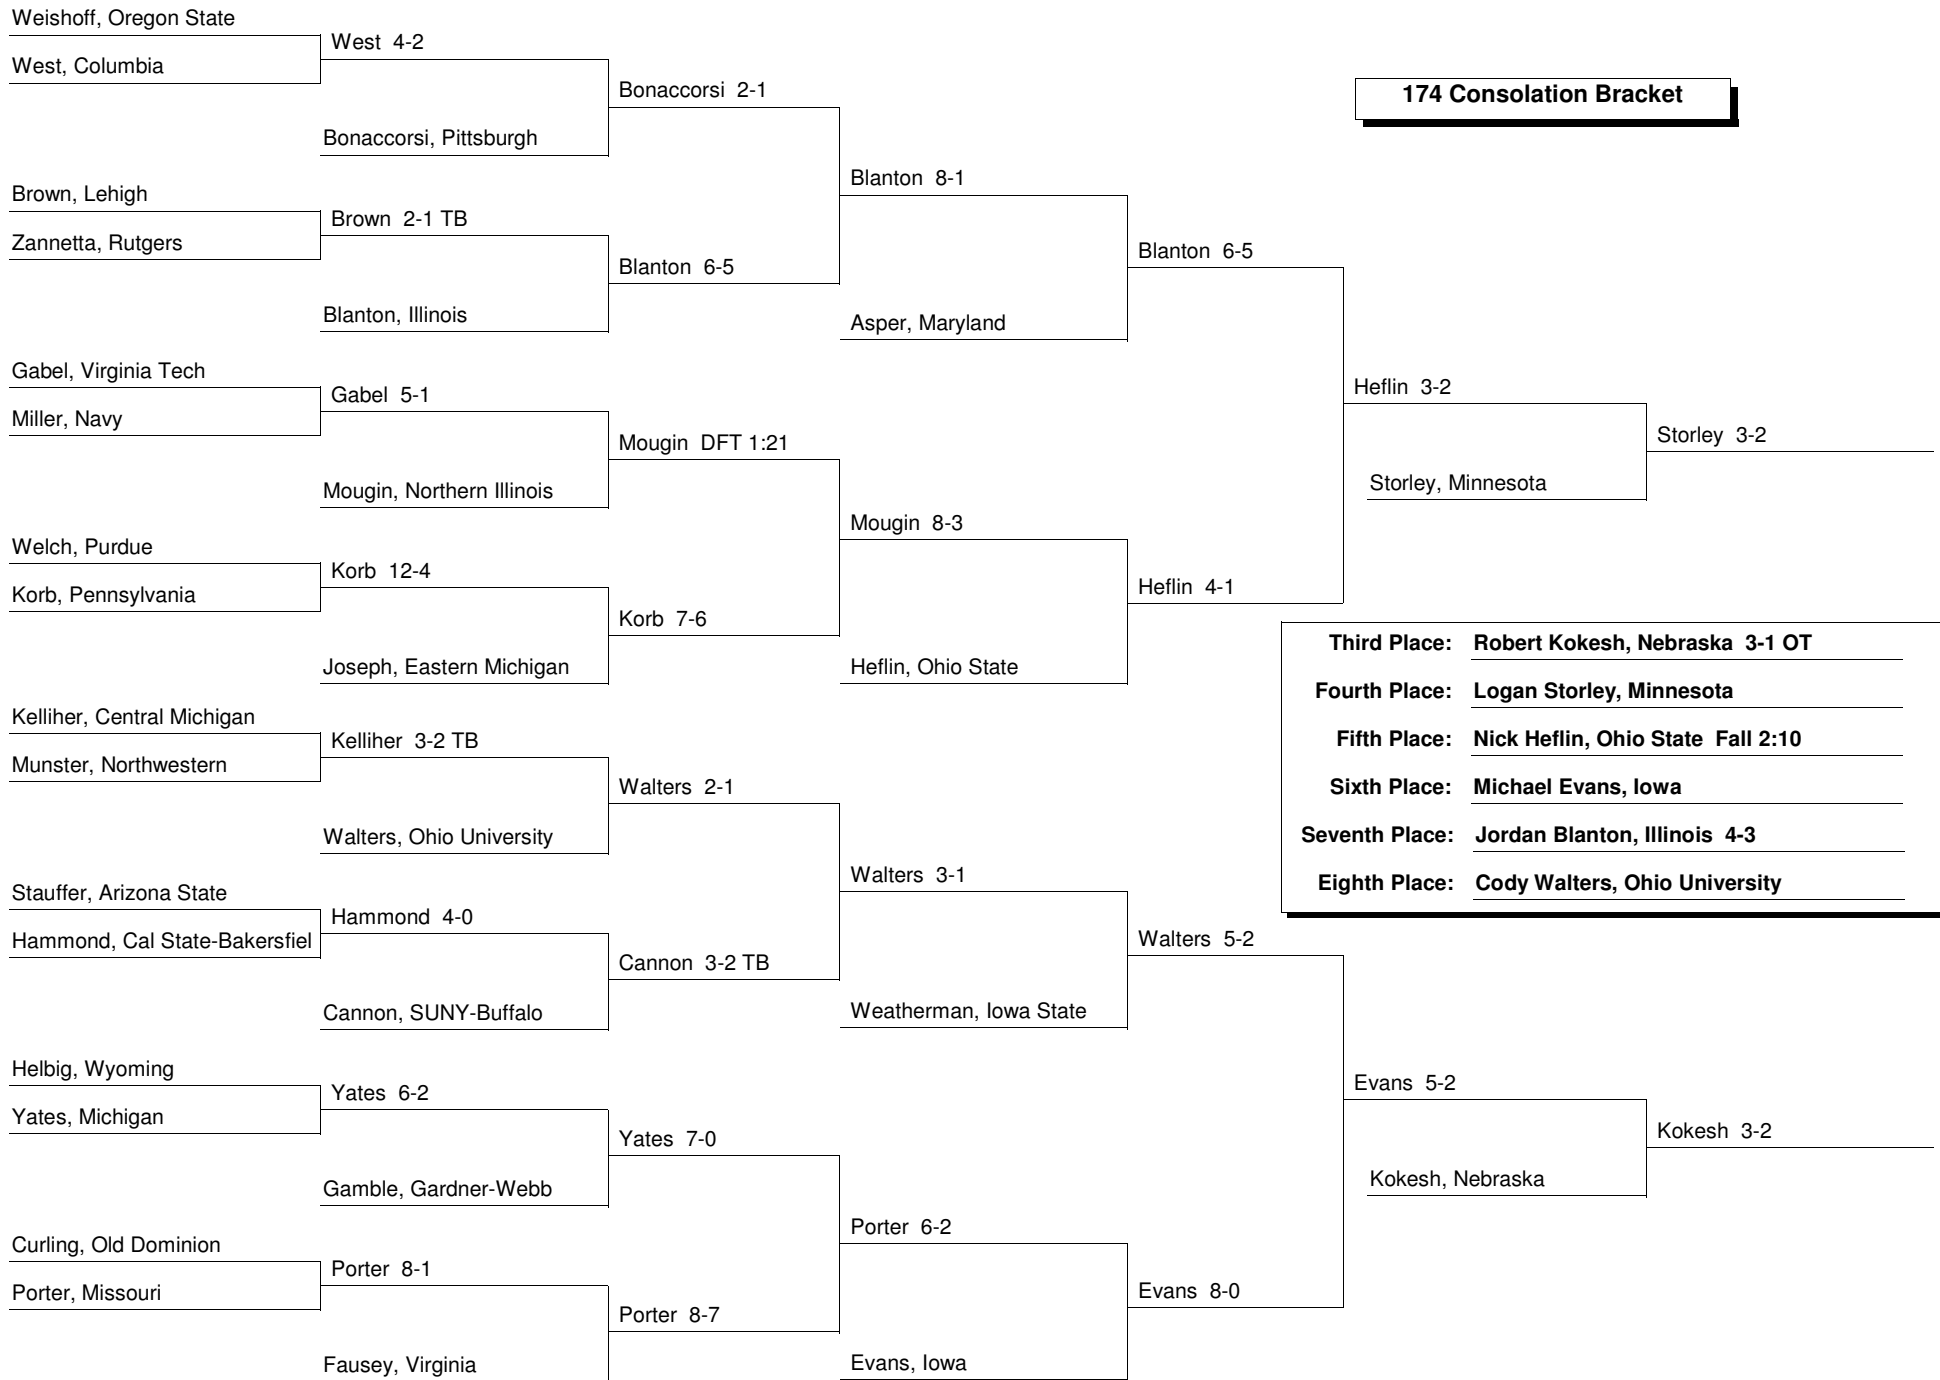 Weishoff, Oregon State
West 4-2
West, Columbia
Bonaccorsi 2-1
174 Consolation Bracket
Bonaccorsi, Pittsburgh
Blanton 8-1
Brown, Lehigh
Brown 2-1 TB
Zannetta, Rutgers
Blanton 6-5
Blanton 6-5
Blanton, Illinois
Asper, Maryland
Gabel, Virginia Tech
Heflin 3-2
Gabel 5-1
Miller, Navy
Storley 3-2
Mougin DFT 1:21
Storley, Minnesota
Mougin, Northern Illinois
Mougin 8-3
Welch, Purdue
Korb 12-4
Heflin 4-1
Korb, Pennsylvania
Korb 7-6
Joseph, Eastern Michigan
Heflin, Ohio State
Third Place: Robert Kokesh, Nebraska 3-1 OT
Fourth Place: Logan Storley, Minnesota
Fifth Place: Nick Heflin, Ohio State Fall 2:10
Sixth Place: Michael Evans, Iowa
Seventh Place: Jordan Blanton, Illinois 4-3
Eighth Place: Cody Walters, Ohio University
Kelliher, Central Michigan
Kelliher 3-2 TB
Munster, Northwestern
Walters 2-1
Walters, Ohio University
Walters 3-1
Stauffer, Arizona State
Hammond 4-0
Hammond, Cal State-Bakersfiel
Walters 5-2
Cannon 3-2 TB
Cannon, SUNY-Buffalo
Weatherman, Iowa State
Helbig, Wyoming
Evans 5-2
Yates 6-2
Yates, Michigan
Kokesh 3-2
Yates 7-0
Kokesh, Nebraska
Gamble, Gardner-Webb
Porter 6-2
Curling, Old Dominion
Porter 8-1
Porter, Missouri
Evans 8-0
Porter 8-7
Fausey, Virginia
Evans, Iowa